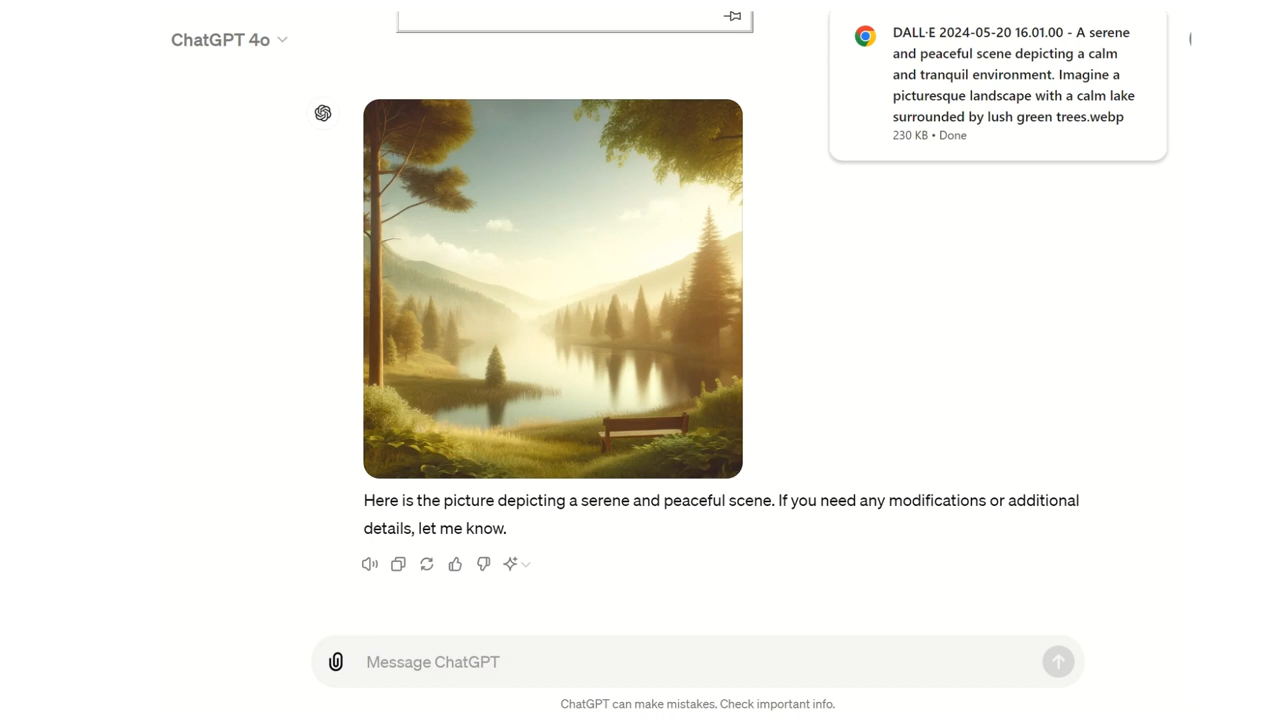 ChatGPT 4o
DALL·E 2024-05-20 16.01.00 - A serene
and peaceful scene depicting a calm
and tranquil environment. Imagine a
picturesque landscape with a calm lake
surrounded by lush green trees.webp
230 KB • Done
Here is the picture depicting a serene and peaceful scene. If you need any modifications or additional
details, let me know.
Message ChatGPT
ChatGPT can make mistakes. Check important info.